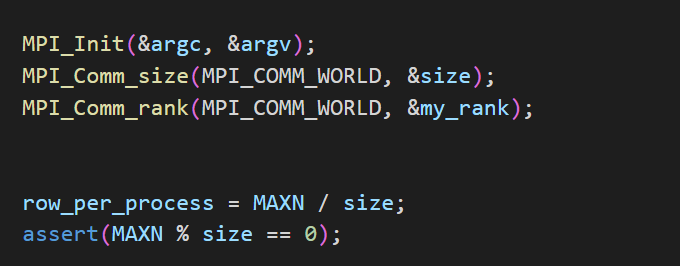 MPI_Init(&argc, &argv);
MPI_Comm_size(MPI_COMM_WORLD, &size);
MPI_Comm_rank(MPI_COMM_WORLD, &my_rank);
row_per_process = MAXN / size;
assert(MAXN % size == 0);